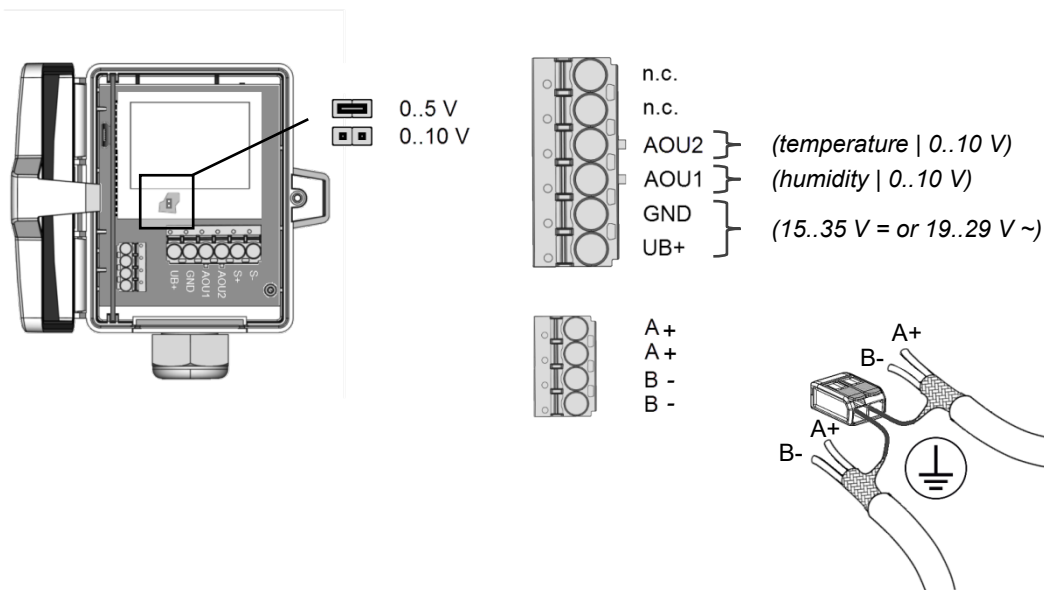 0..5 V
0..10 V
UB+
GND
AOU1
AOU2
S+
S-
n.c.
n.c.
AOU2 (temperature | 0..10 V)
AOU1 (humidity | 0..10 V)
GND
UB+ (15..35 V = or 19..29 V ~)
A+
A+
B -
B -
A+
B-
A+
B-